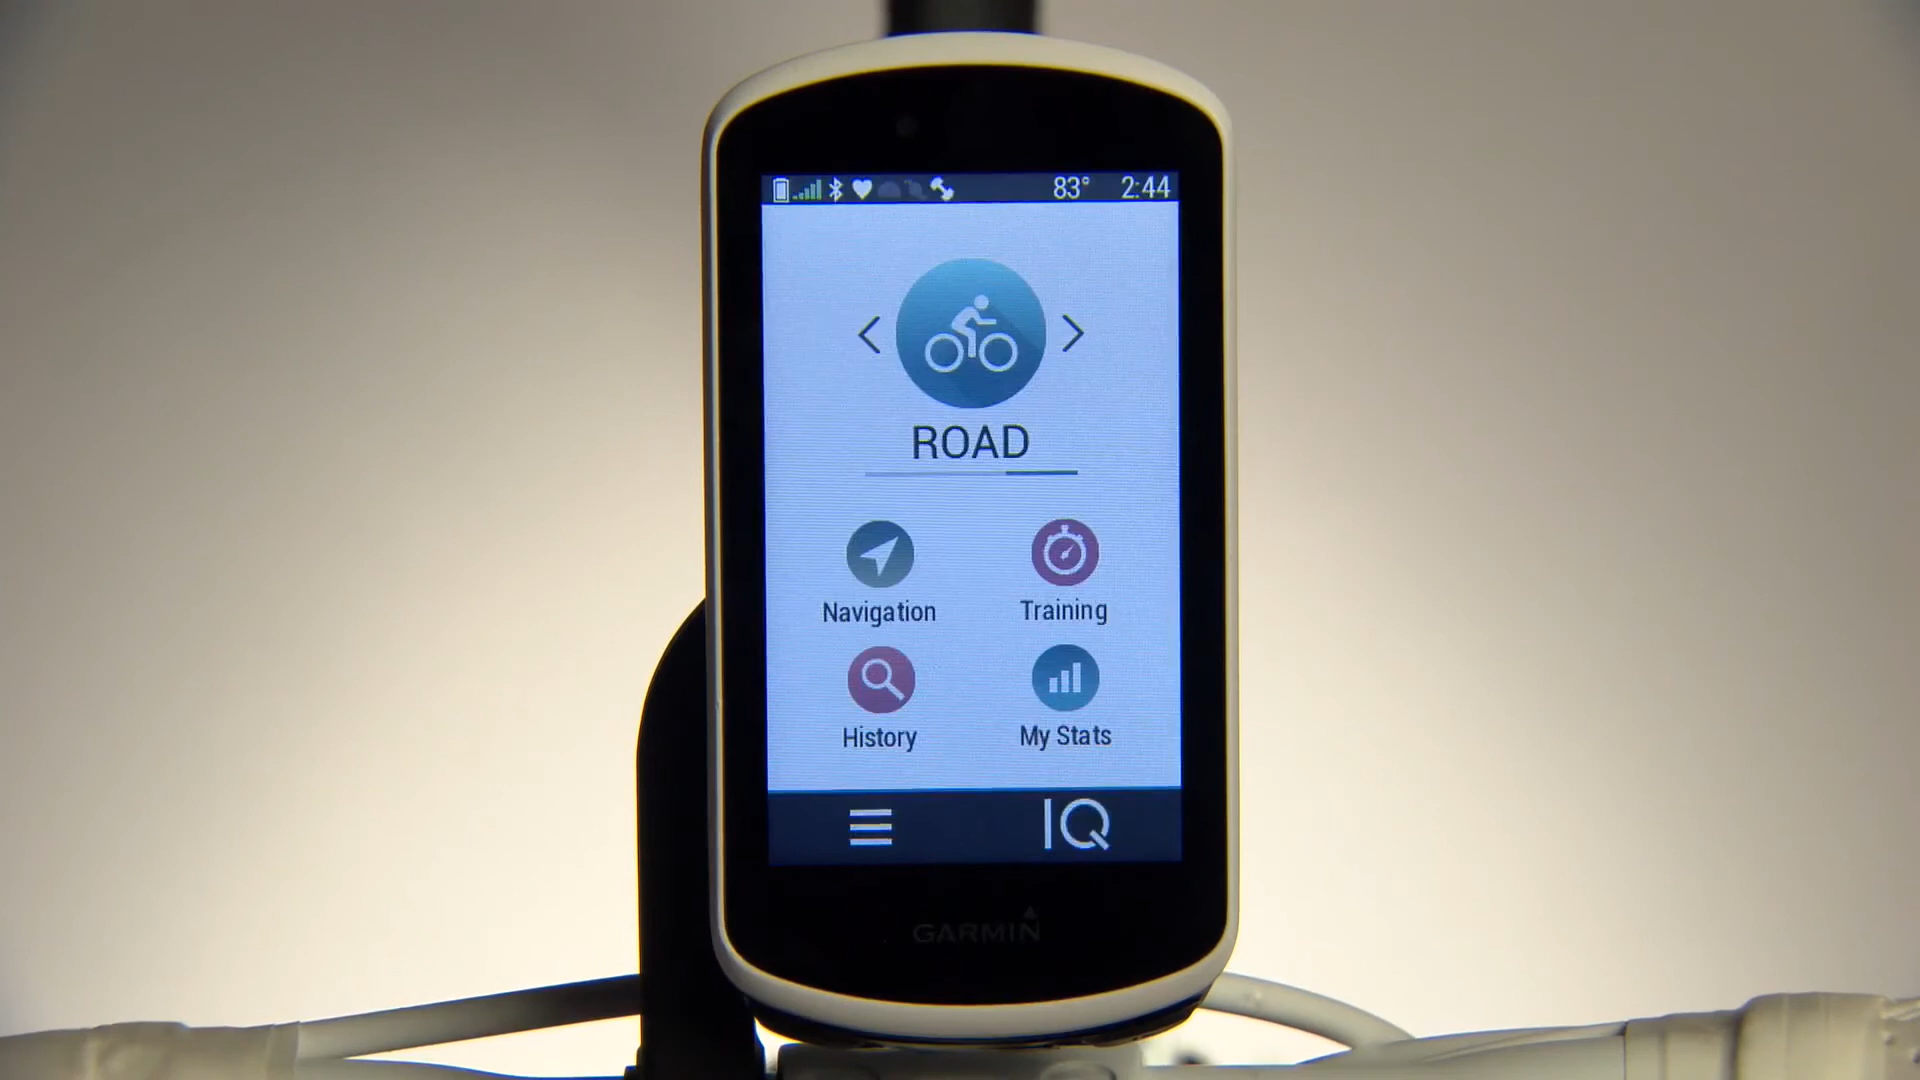 83° 2:44
ROAD
Navigation Training
History My Stats
IQ
GARMIN